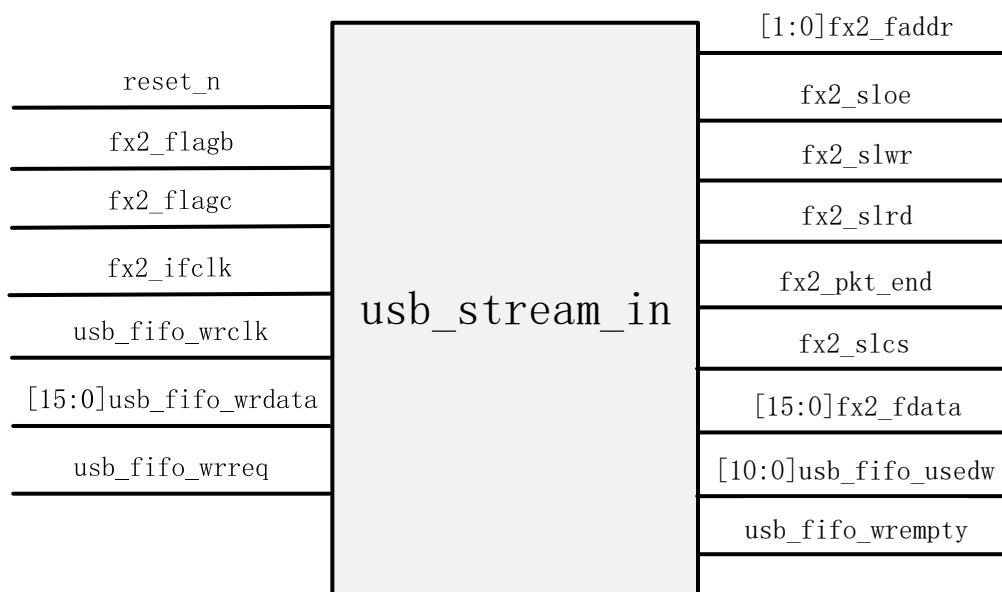 reset_n
fx2_flagb
fx2_flagc
fx2_ifclk
usb_fifo_wrclk
[15:0]usb_fifo_wrdata
usb_fifo_wrreq
usb_stream_in
[1:0]fx2_faddr
fx2_sloe
fx2_slwr
fx2_slrd
fx2_pkt_end
fx2_slcs
[15:0]fx2_fdata
[10:0]usb_fifo_usedw
usb_fifo_wrempty